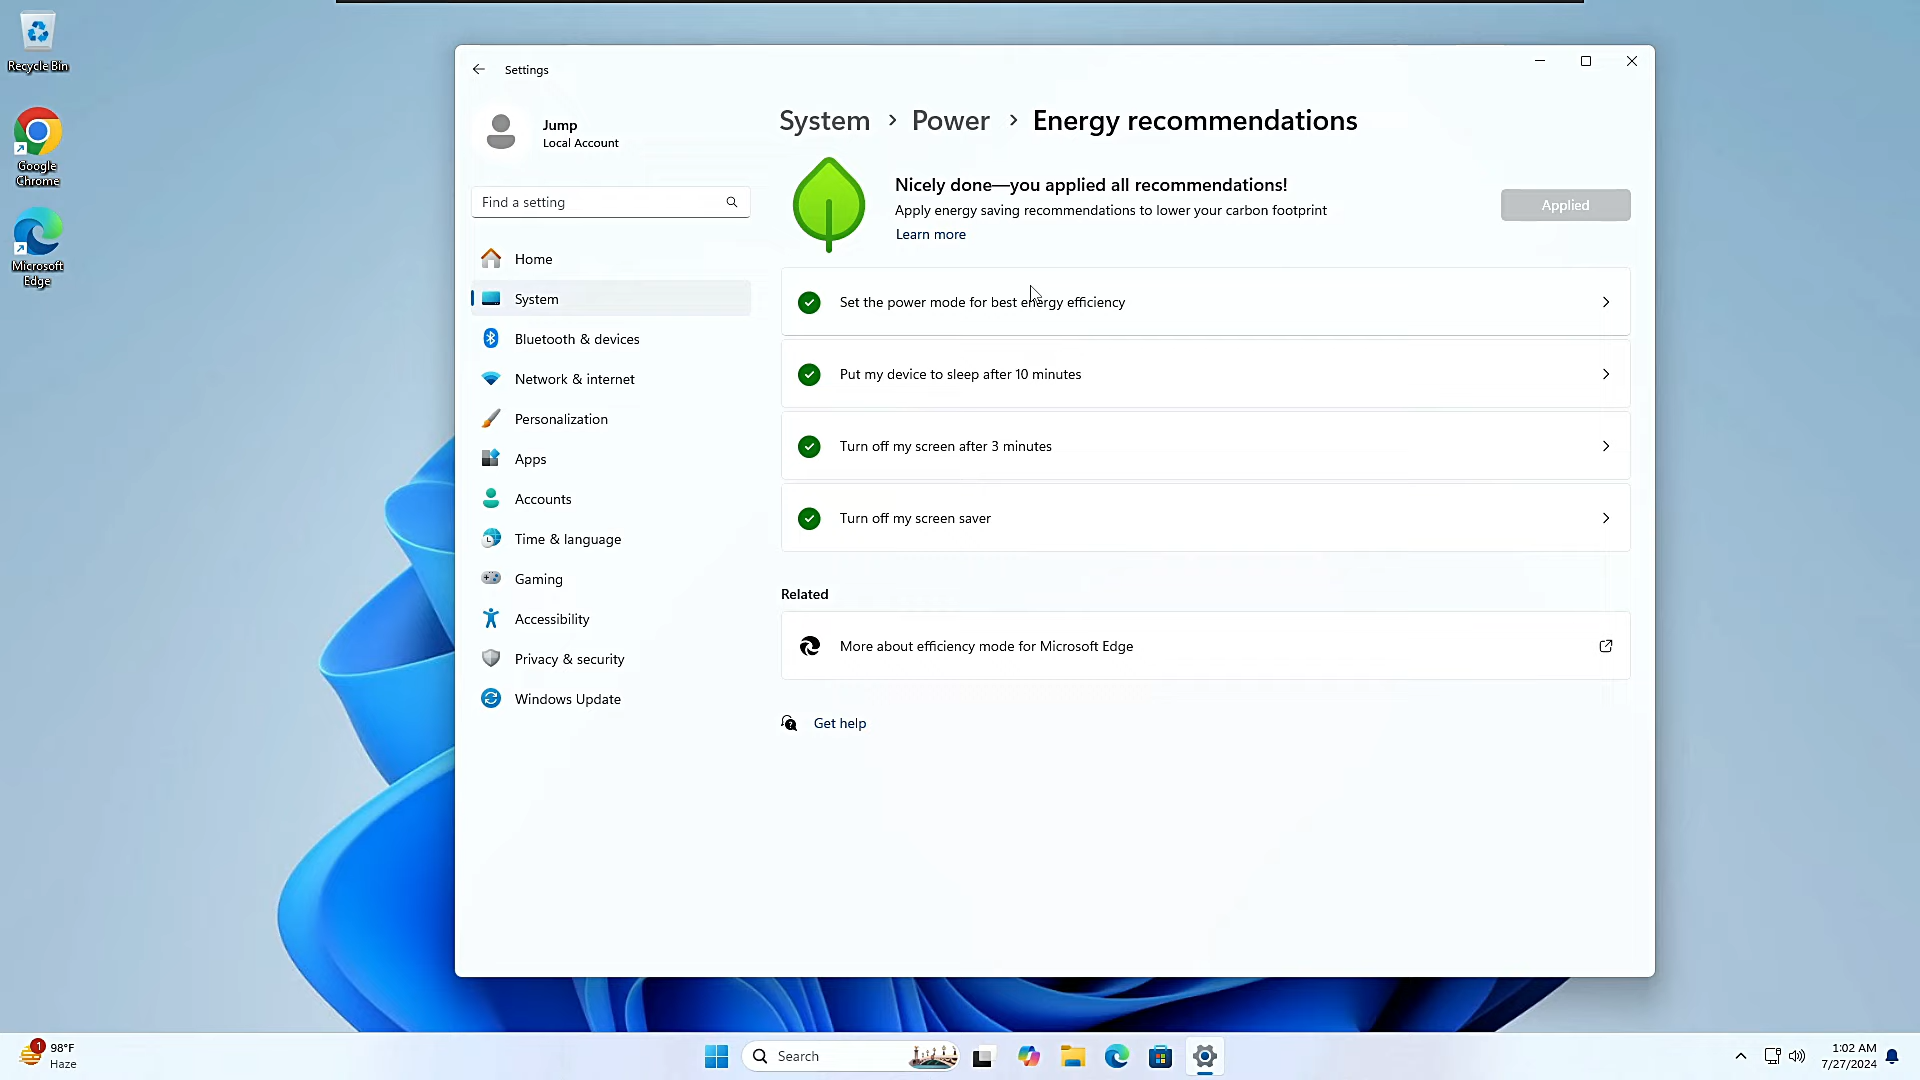 Recycle Bin
Google
Chrome
Microsoft
Edge
Settings
Jump
Local Account
Find a setting
Home
System
Bluetooth & devices
Network & internet
Personalization
Apps
Accounts
Time & language
Gaming
Accessibility
Privacy & security
Windows Update
System > Power > Energy recommendations
Nicely done—you applied all recommendations!
Apply energy saving recommendations to lower your carbon footprint
Learn more
Applied
Set the power mode for best energy efficiency
Put my device to sleep after 10 minutes
Turn off my screen after 3 minutes
Turn off my screen saver
Related
More about efficiency mode for Microsoft Edge
Get help
1
98°F
Haze
Search
1:02 AM
7/27/2024